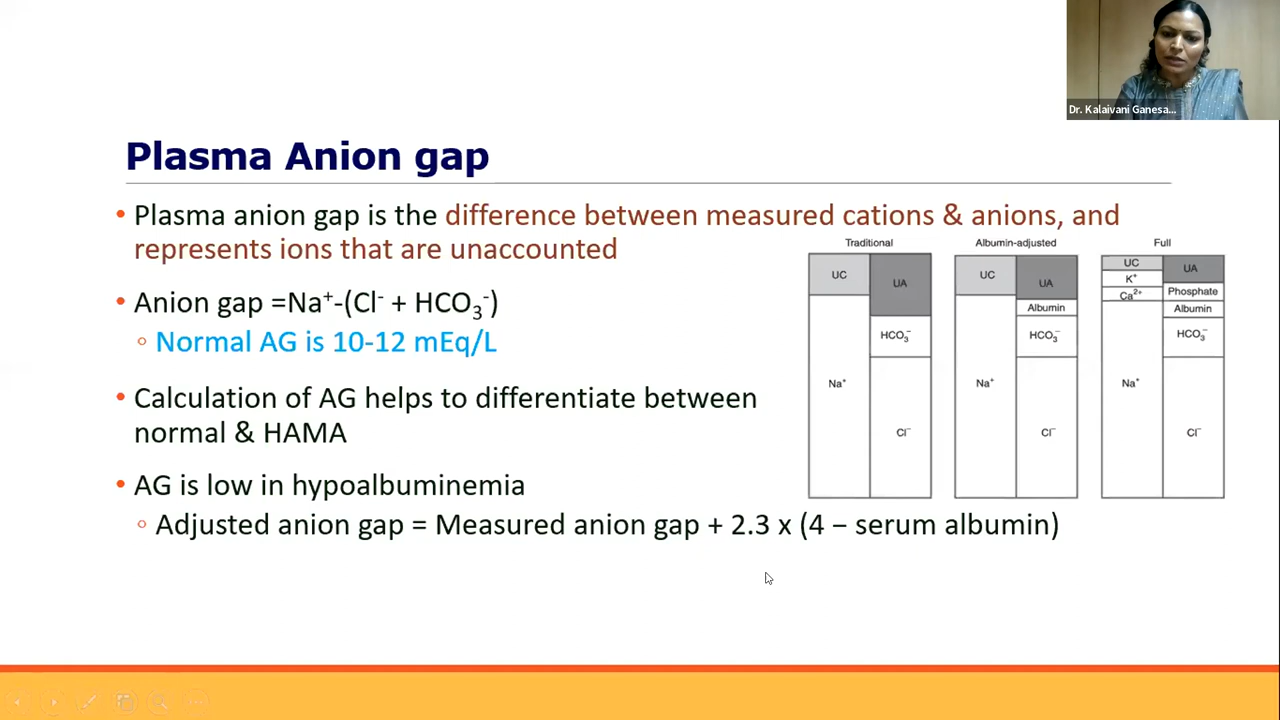 Dr. Kalaivani Ganesa...
Plasma Anion gap
• Plasma anion gap is the difference between measured cations & anions, and
represents ions that are unaccounted
• Anion gap =Na⁺-(Cl⁻ + HCO₃⁻)
◦ Normal AG is 10-12 mEq/L
• Calculation of AG helps to differentiate between
normal & HAMA
• AG is low in hypoalbuminemia
◦ Adjusted anion gap = Measured anion gap + 2.3 x (4 − serum albumin)
Traditional
UC
UA
HCO₃⁻
Na⁺
Cl⁻
Albumin-adjusted
UC
UA
Albumin
HCO₃⁻
Na⁺
Cl⁻
Full
UC
K⁺
Ca²⁺
UA
Phosphate
Albumin
HCO₃⁻
Na⁺
Cl⁻